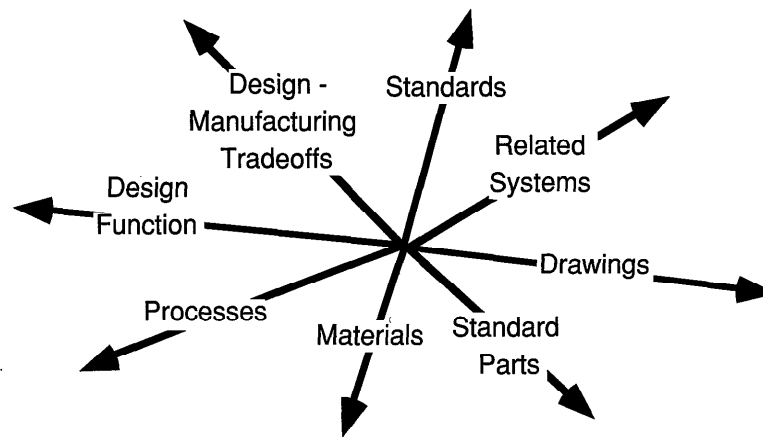 Design -
Manufacturing
Tradeoffs
Standards
Related
Systems
Design
Function
Drawings
Processes
Materials
Standard
Parts